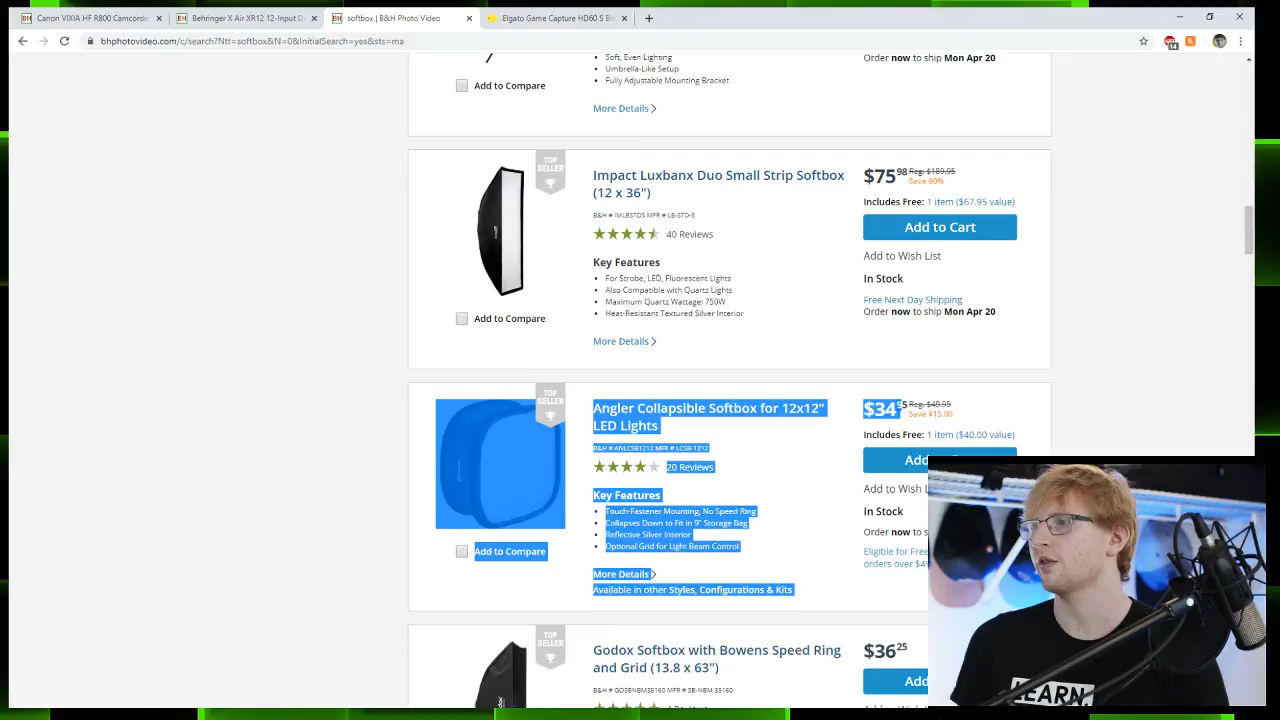 Canon VIXIA HF R800 Camcorde
Behringer X Air XR12 12-Input D
softbox | B&H Photo Video
Elgato Game Capture HD60 S B
bhphotovideo.com/c/search?Ntt=softbox&N=0&InitialSearch=yes&sts=ma
Soft, Even Lighting
Umbrella-Like Setup
Fully Adjustable Mounting Bracket
Add to Compare
More Details
Order now to ship Mon Apr 20
TOP SELLER
Impact Luxbanx Duo Small Strip Softbox
(12 x 36")
B&H # IMLBSTDS MFR # LB-STD-S
40 Reviews
Key Features
For Strobe, LED, Fluorescent Lights
Also Compatible with Quartz Lights
Maximum Quartz Wattage: 750W
Heat-Resistant Textured Silver Interior
Add to Compare
More Details
$75 98 Reg. $189.95
Save 60%
Includes Free: 1 item ($67.95 value)
Add to Cart
Add to Wish List
In Stock
Free Next Day Shipping
Order now to ship Mon Apr 20
TOP SELLER
Angler Collapsible Softbox for 12x12"
LED Lights
B&H # ANLCSB1212 MFR # LCSB-1212
20 Reviews
Key Features
Touch-Fastener Mounting, No Speed Ring
Collapses Down to Fit in 9" Storage Bag
Reflective Silver Interior
Optional Grid for Light Beam Control
Add to Compare
More Details
Available in other Styles, Configurations & Kits
$34 95 Reg. $49.95
Save $15.00
Includes Free: 1 item ($40.00 value)
Add
Add to Wish L
In Stock
Order now to s
Eligible for Free
orders over $49
TOP SELLER
Godox Softbox with Bowens Speed Ring
and Grid (13.8 x 63")
B&H # GOSBNBM35160 MFR # SB-NBM 35160
$36 25
Add
LEARN.